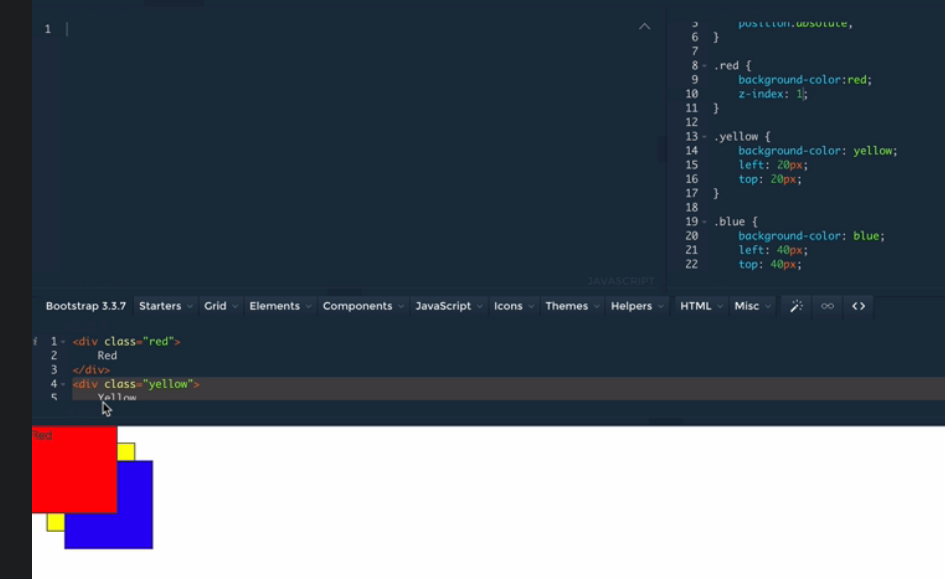 1
5 position:absolute;
6 }
7
8 .red {
9 background-color:red;
10 z-index: 1;
11 }
12
13 .yellow {
14 background-color: yellow;
15 left: 20px;
16 top: 20px;
17 }
18
19 .blue {
20 background-color: blue;
21 left: 40px;
22 top: 40px;
JAVASCRIPT
Bootstrap 3.3.7 Starters Grid Elements Components JavaScript Icons Themes Helpers HTML Misc
i 1 <div class="red">
2 Red
3 </div>
4 <div class="yellow">
5 Yellow
Red